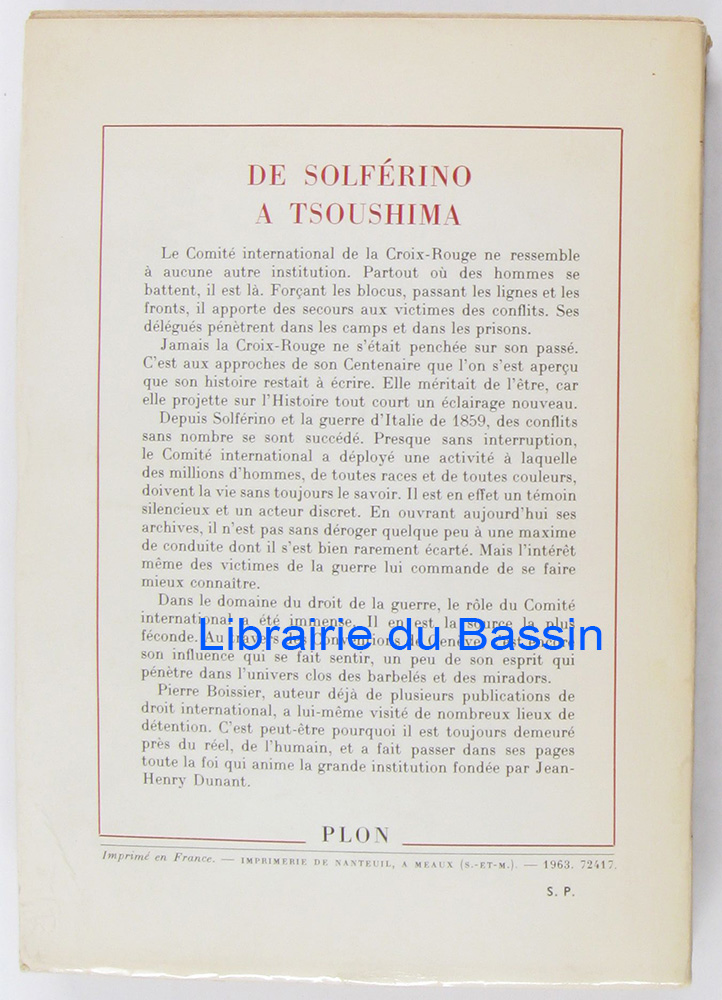 DE SOLFÉRINO
A TSOUSHIMA
Le Comité international de la Croix-Rouge ne ressemble
à aucune autre institution. Partout où des hommes se
battent, il est là. Forçant les blocus, passant les lignes et les
fronts, il apporte des secours aux victimes des conflits. Ses
délégués pénètrent dans les camps et dans les prisons.
Jamais la Croix-Rouge ne s'était penchée sur son passé.
C'est aux approches de son Centenaire que l'on s'est aperçu
que son histoire restait à écrire. Elle méritait de l'être, car
elle projette sur l'Histoire tout court un éclairage nouveau.
Depuis Solférino et la guerre d'Italie de 1859, des conflits
sans nombre se sont succédé. Presque sans interruption,
le Comité international a déployé une activité à laquelle
des millions d'hommes, de toutes races et de toutes couleurs,
doivent la vie sans toujours le savoir. Il est en effet un témoin
silencieux et un acteur discret. En ouvrant aujourd'hui ses
archives, il n'est pas sans déroger quelque peu à une maxime
de conduite dont il s'est bien rarement écarté. Mais l'intérêt
même des victimes de la guerre lui commande de se faire
mieux connaître.
Dans le domaine du droit de la guerre, le rôle du Comité
international a été immense. Il en est la source la plus
féconde. Au travers des Conventions de Genève
Librairie du Bassin
son influence qui se fait sentir, un peu de son esprit qui
pénètre dans l'univers clos des barbelés et des miradors.
Pierre Boissier, auteur déjà de plusieurs publications de
droit international, a lui-même visité de nombreux lieux de
détention. C'est peut-être pourquoi il est toujours demeuré
près du réel, de l'humain, et a fait passer dans ses pages
toute la foi qui anime la grande institution fondée par Jean-
Henry Dunant.
PLON
Imprimé en France. — IMPRIMERIE DE NANTEUIL, A MEAUX (S.-ET-M.). — 1963. 72417.
S. P.